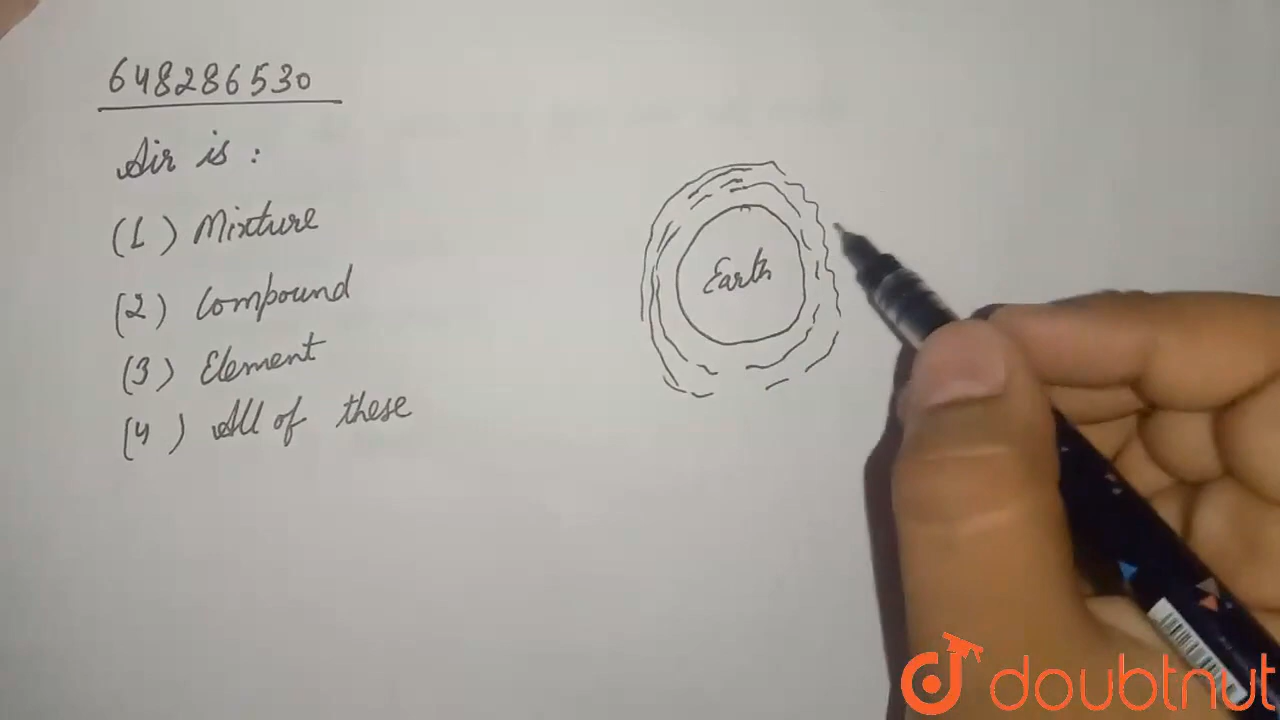 648286530
Air is :
(1) Mixture
(2) Compound
(3) Element
(4) All of these
Earth
doubtnut